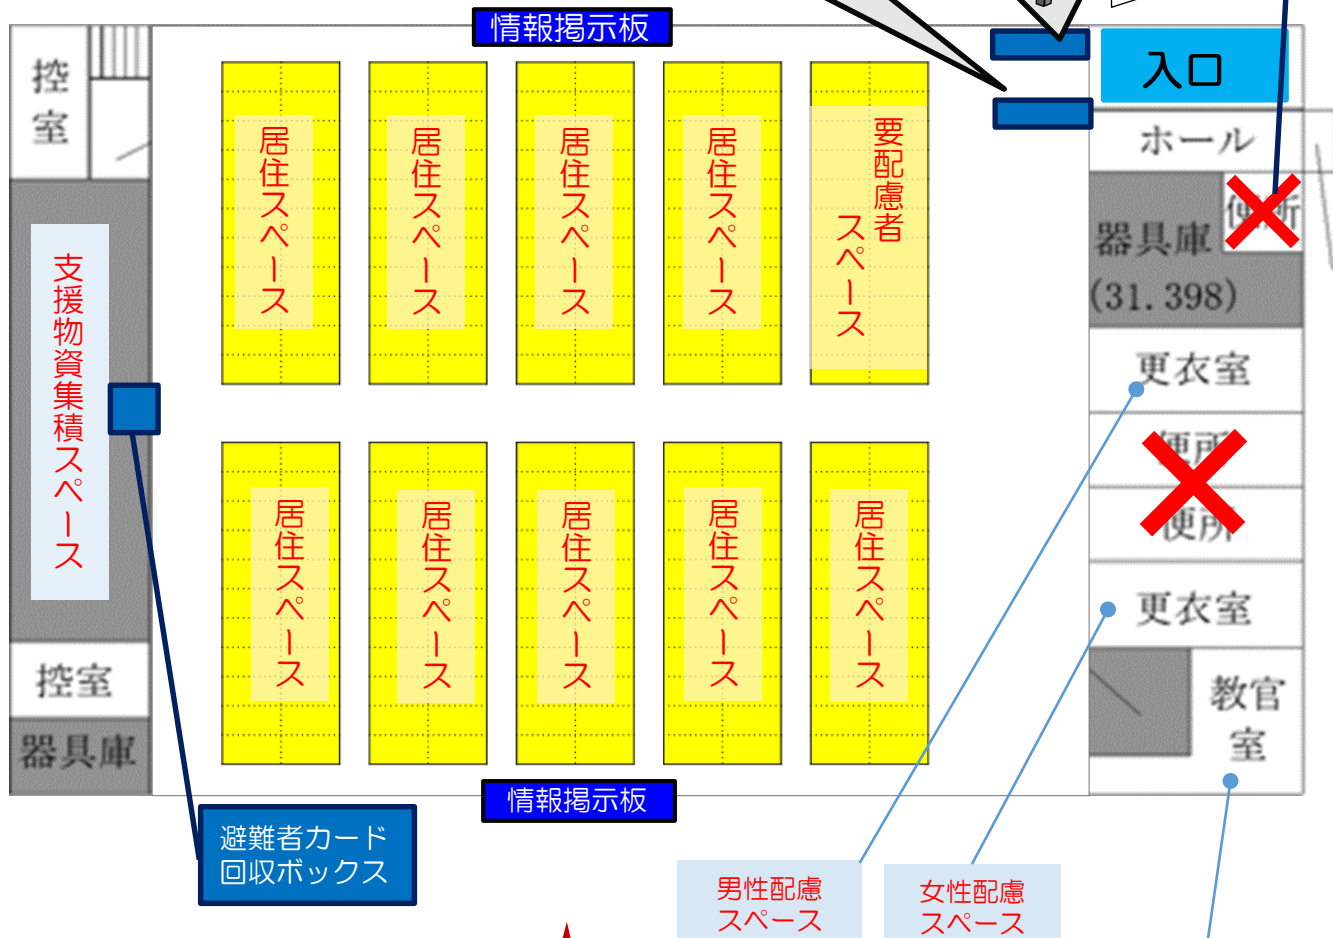 情報掲示板
控
室
入口
ホール
便所
器具庫
(31.398)
居住スペース
居住スペース
居住スペース
居住スペース
要配慮者
スペース
支援物資集積スペース
更衣室
便所
便所
更衣室
居住スペース
居住スペース
居住スペース
居住スペース
居住スペース
控室
器具庫
教官
室
情報掲示板
避難者カード
回収ボックス
男性配慮
スペース
女性配慮
スペース